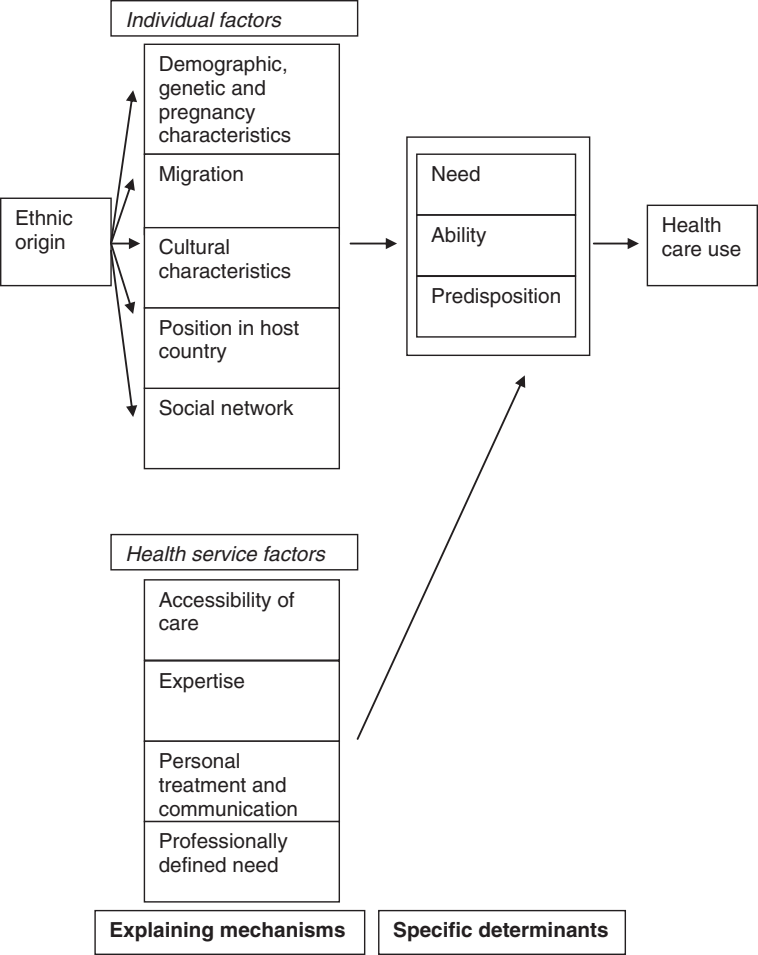 Individual factors
Demographic,
genetic and
pregnancy
characteristics
Migration
Cultural
characteristics
Position in host
country
Social network
Ethnic
origin
Need
Ability
Predisposition
Health
care use
Health service factors
Accessibility of
care
Expertise
Personal
treatment and
communication
Professionally
defined need
Explaining mechanisms
Specific determinants